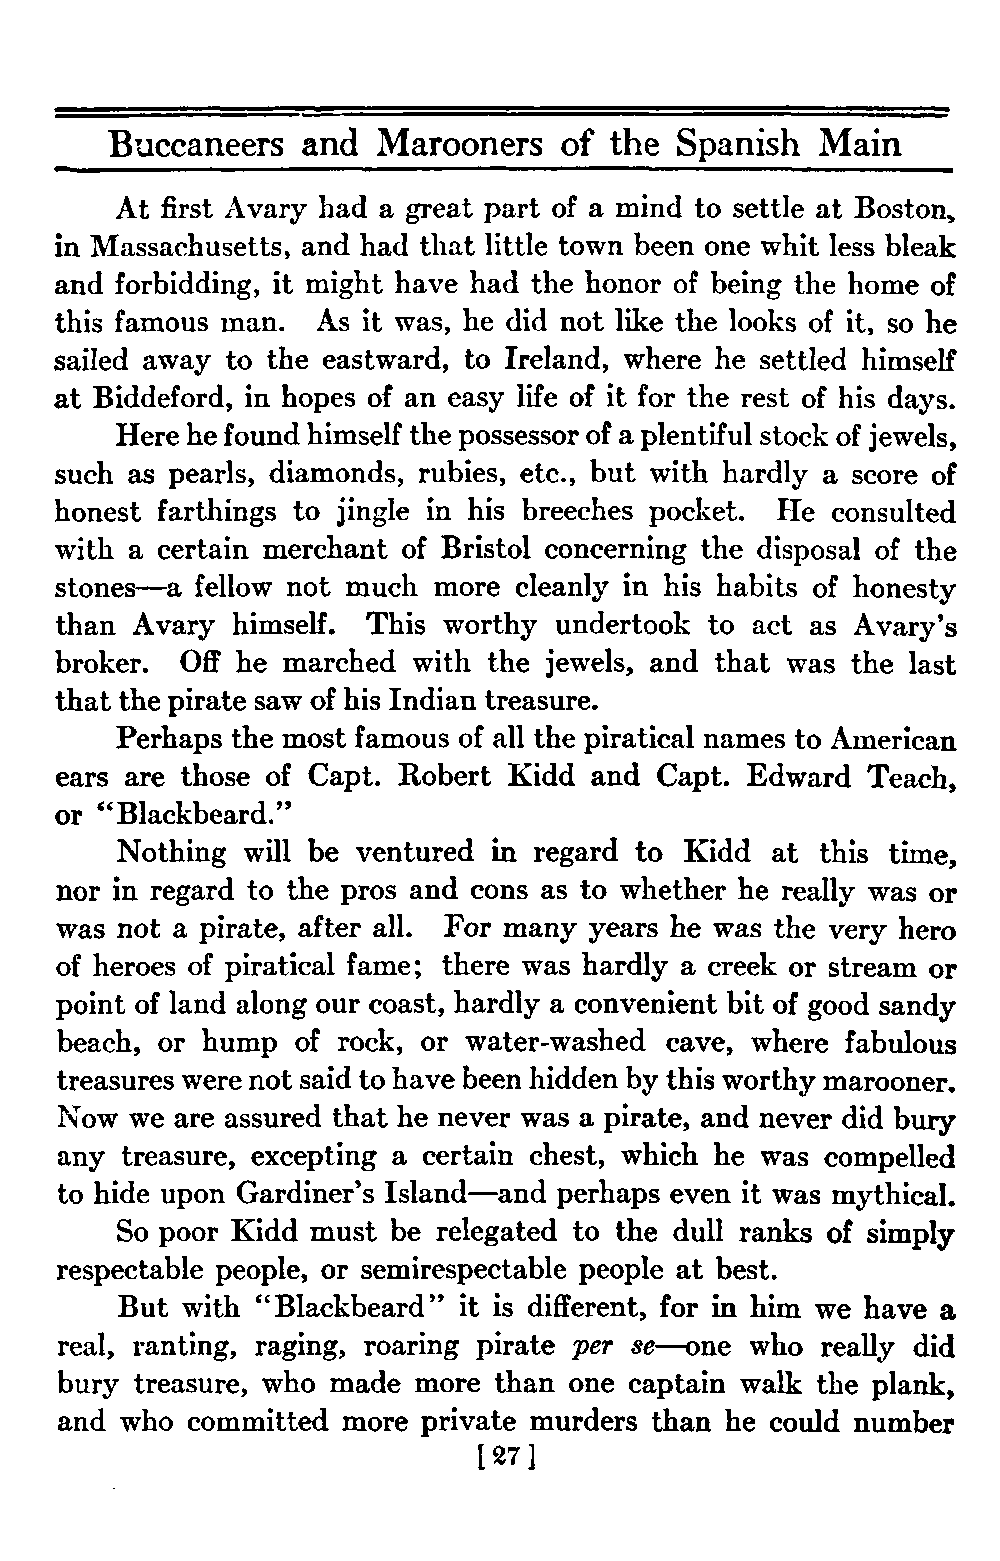 Buccaneers and Marooners of the Spanish Main
At first Avary had a great part of a mind to settle at Boston,
in Massachusetts, and had that little town been one whit less bleak
and forbidding, it might have had the honor of being the home of
this famous man. As it was, he did not like the looks of it, so he
sailed away to the eastward, to Ireland, where he settled himself
at Biddeford, in hopes of an easy life of it for the rest of his days.
Here he found himself the possessor of a plentiful stock of jewels,
such as pearls, diamonds, rubies, etc., but with hardly a score of
honest farthings to jingle in his breeches pocket. He consulted
with a certain merchant of Bristol concerning the disposal of the
stones—a fellow not much more cleanly in his habits of honesty
than Avary himself. This worthy undertook to act as Avary's
broker. Off he marched with the jewels, and that was the last
that the pirate saw of his Indian treasure.
Perhaps the most famous of all the piratical names to American
ears are those of Capt. Robert Kidd and Capt. Edward Teach,
or "Blackbeard."
Nothing will be ventured in regard to Kidd at this time,
nor in regard to the pros and cons as to whether he really was or
was not a pirate, after all. For many years he was the very hero
of heroes of piratical fame; there was hardly a creek or stream or
point of land along our coast, hardly a convenient bit of good sandy
beach, or hump of rock, or water-washed cave, where fabulous
treasures were not said to have been hidden by this worthy marooner.
Now we are assured that he never was a pirate, and never did bury
any treasure, excepting a certain chest, which he was compelled
to hide upon Gardiner's Island—and perhaps even it was mythical.
So poor Kidd must be relegated to the dull ranks of simply
respectable people, or semirespectable people at best.
But with "Blackbeard" it is different, for in him we have a
real, ranting, raging, roaring pirate per se—one who really did
bury treasure, who made more than one captain walk the plank,
and who committed more private murders than he could number
[27]